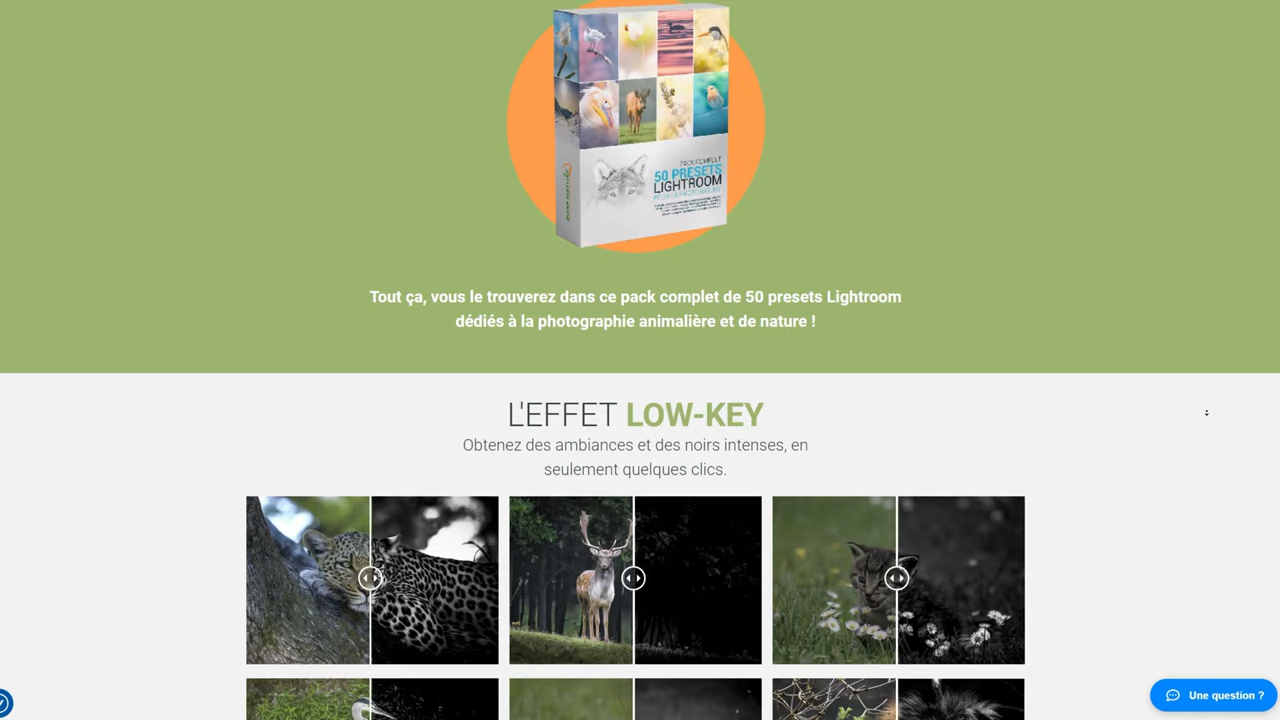 PACK COMPLET
50 PRESETS
LIGHTROOM
Tout ça, vous le trouverez dans ce pack complet de 50 presets Lightroom
dédiés à la photographie animalière et de nature !
L'EFFET LOW-KEY
Obtenez des ambiances et des noirs intenses, en
seulement quelques clics.
Une question ?